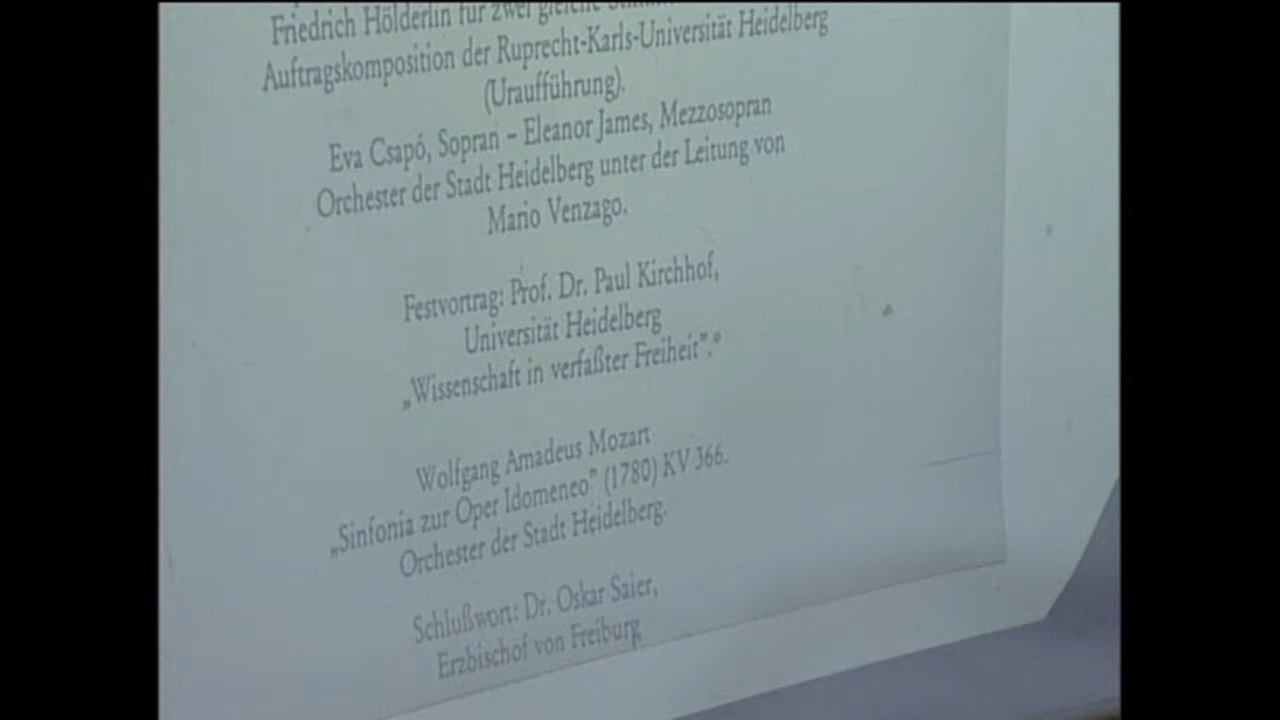 Friedrich Hölderlin für zwei gleiche
Auftragskomposition der Ruprecht-Karls-Universität Heidelberg
(Uraufführung).
Eva Csapó, Sopran – Eleanor James, Mezzosopran
Orchester der Stadt Heidelberg unter der Leitung von
Mario Venzago.
Festvortrag: Prof. Dr. Paul Kirchhof,
Universität Heidelberg
„Wissenschaft in verfaßter Freiheit”.*
Wolfgang Amadeus Mozart
„Sinfonia zur Oper Idomeneo” (1780) KV 366.
Orchester der Stadt Heidelberg.
Schlußwort: Dr. Oskar Saier,
Erzbischof von Freiburg